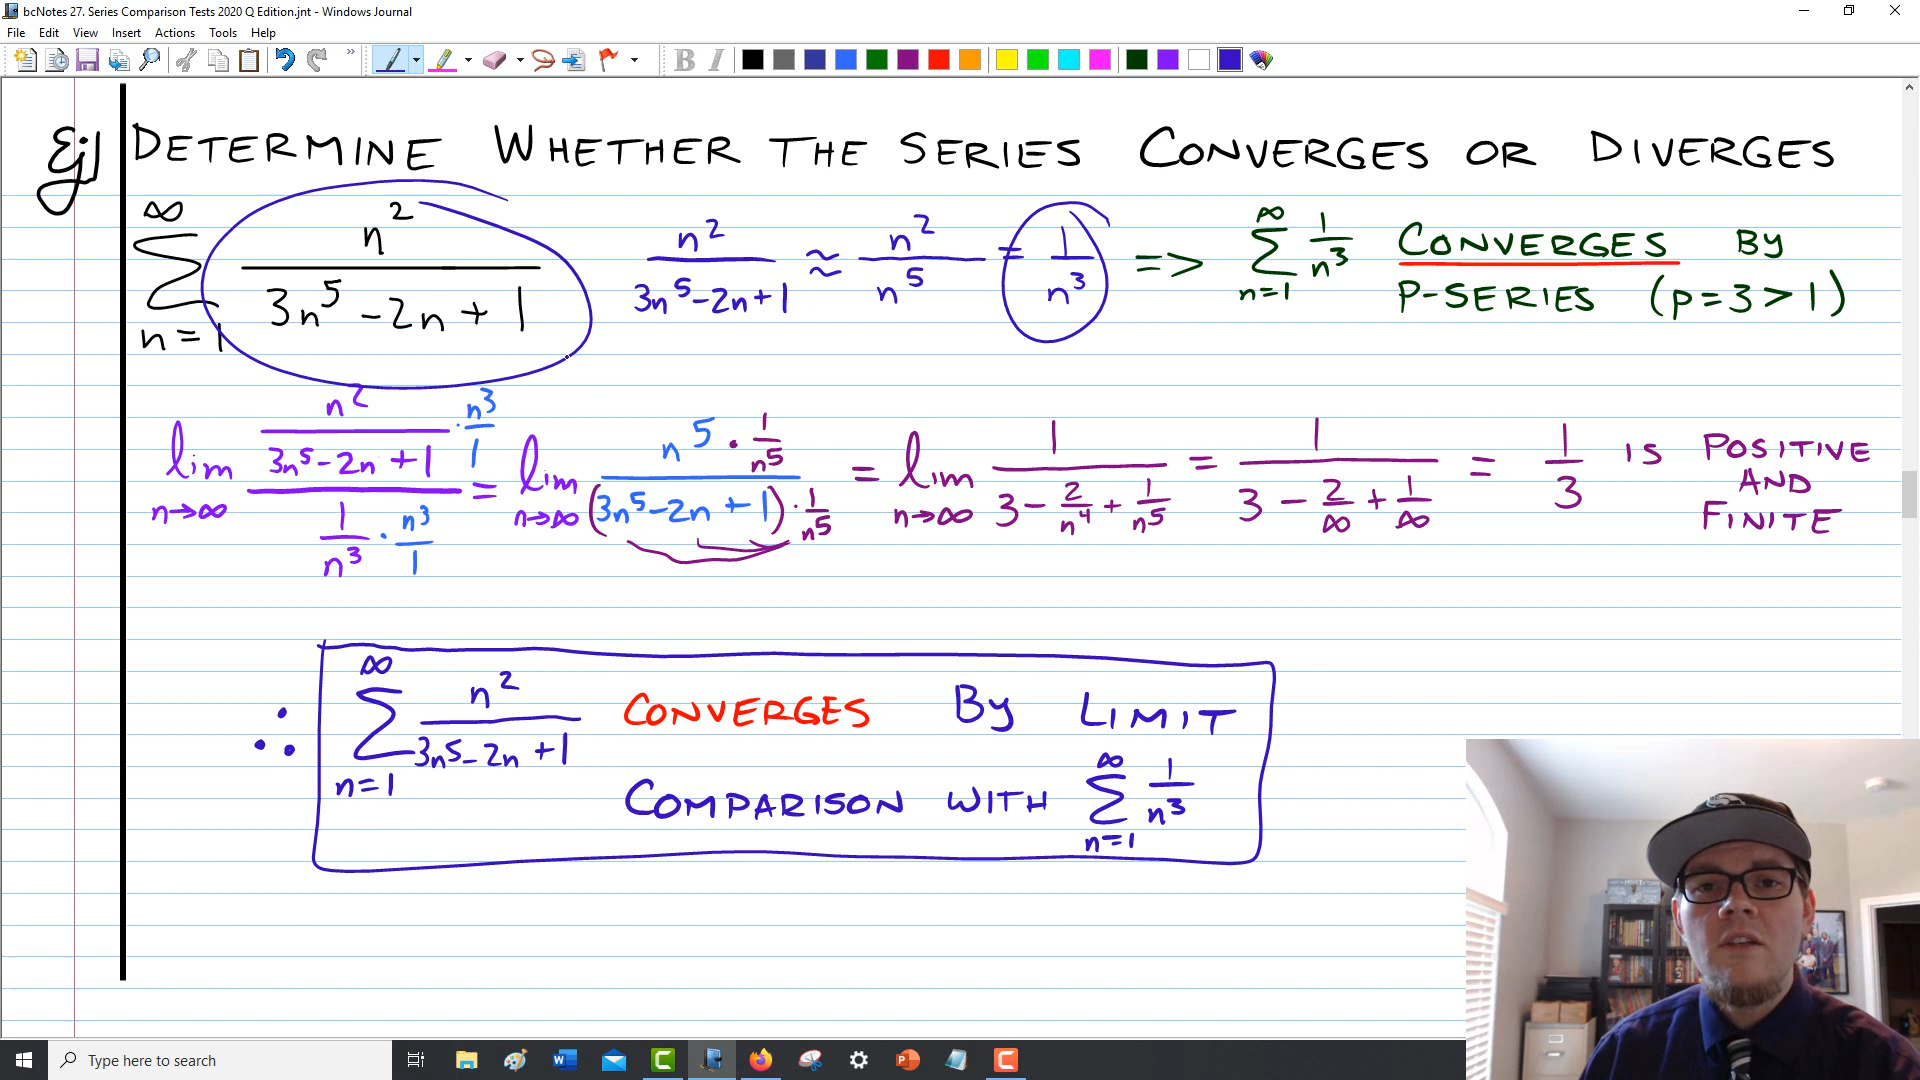 bcNotes 27. Series Comparison Tests 2020 Q Edition.jnt - Windows Journal
File Edit View Insert Actions Tools Help
B I
Ej) DETERMINE WHETHER THE SERIES CONVERGES OR DIVERGES
∞ Σ n=1 n² / (3n⁵ - 2n + 1)   n² / (3n⁵-2n+1) ≈ n² / n⁵ = 1 / n³ => ∞ Σ n=1 1/n³ CONVERGES BY
P-SERIES (p=3>1)
lim n→∞ (n² / (3n⁵-2n+1) · n³/1) / (1/n³ · n³/1) = lim n→∞ (n⁵ · 1/n⁵) / ((3n⁵-2n+1) · 1/n⁵) = lim n→∞ 1 / (3 - 2/n⁴ + 1/n⁵) = 1 / (3 - 2/∞ + 1/∞) = 1/3 IS POSITIVE
AND
FINITE
∴ ∞ Σ n=1 n² / (3n⁵-2n+1) CONVERGES BY LIMIT
COMPARISON WITH ∞ Σ n=1 1/n³
Type here to search